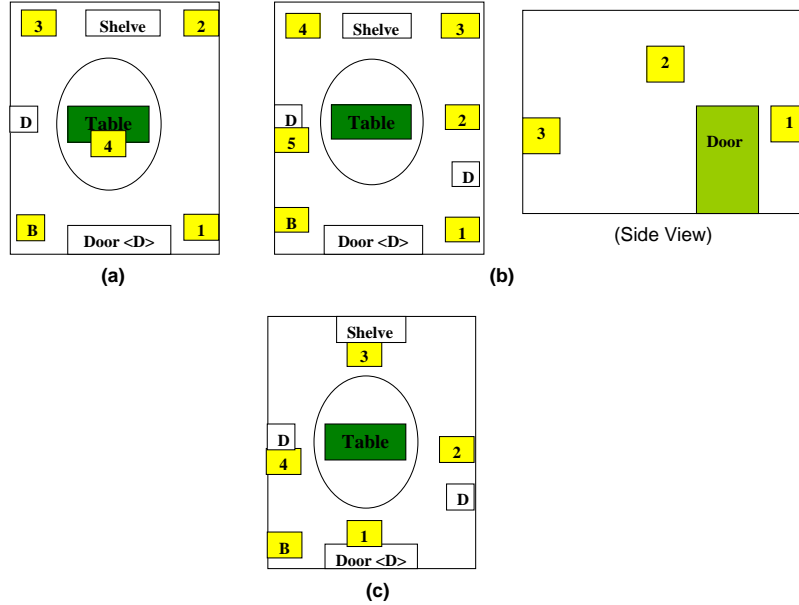 3
Shelve
2
D
Table
4
B
Door <D>
1
(a)
4
Shelve
3
D
Table
2
5
D
B
Door <D>
1
2
3
Door
1
(Side View)
(b)
Shelve
3
D
Table
2
4
D
B
1
Door <D>
(c)